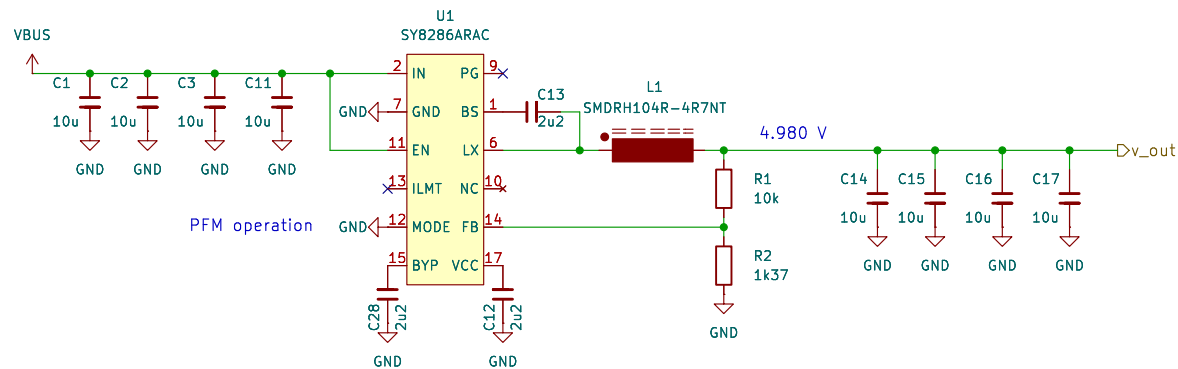 U1
SY8286ARAC
VBUS
C1
10u
GND
C2
10u
GND
C3
10u
GND
C11
10u
GND
2 IN
PG 9
GND 7 GND
BS 1
11 EN
LX 6
13 ILMT
NC 10
PFM operation
GND 12 MODE
FB 14
15 BYP
VCC 17
C28
2u2
GND
C12
2u2
GND
C13
2u2
L1
SMDRH104R-4R7NT
4.980 V
R1
10k
R2
1k37
GND
C14
10u
GND
C15
10u
GND
C16
10u
GND
C17
10u
GND
v_out